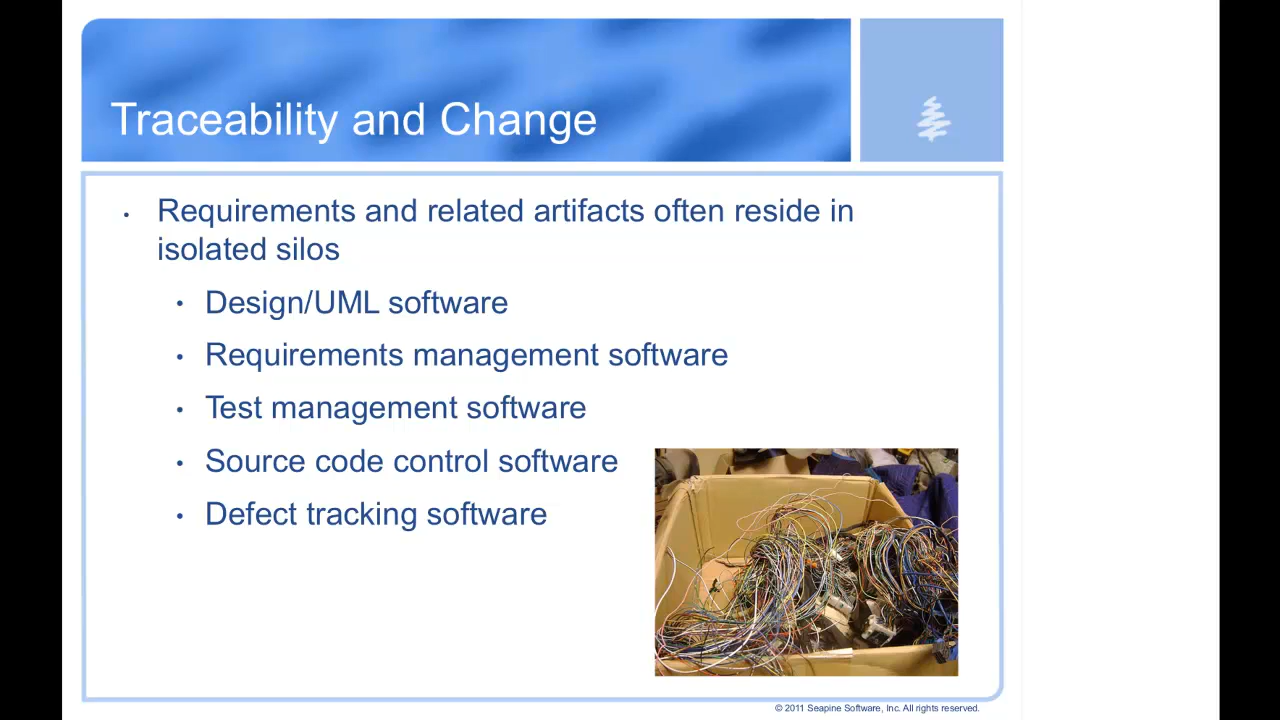 Traceability and Change
• Requirements and related artifacts often reside in
isolated silos
• Design/UML software
• Requirements management software
• Test management software
• Source code control software
• Defect tracking software
© 2011 Seapine Software, Inc. All rights reserved.